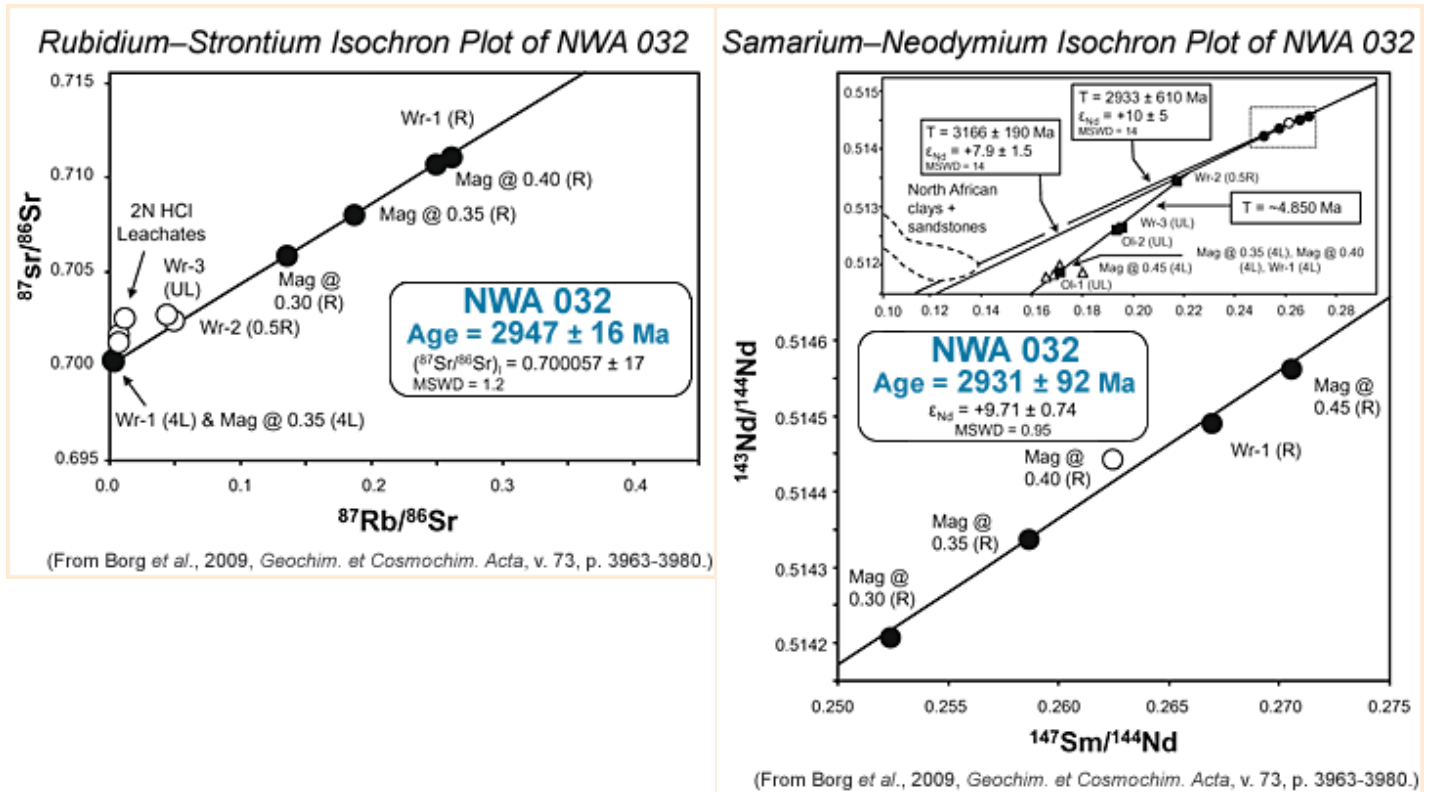 Rubidium–Strontium Isochron Plot of NWA 032
0.715
0.710
0.705
0.700
0.695
⁸⁷sr/⁸⁶Sr
Wr-1 (R)
Mag @ 0.40 (R)
Mag @ 0.35 (R)
2N HCl
Leachates
Wr-3
(UL)
Mag @
0.30 (R)
Wr-2 (0.5R)
NWA 032
Age = 2947 ± 16 Ma
(⁸⁷Sr/⁸⁶Sr)ᵢ = 0.700057 ± 17
MSWD = 1.2
Wr-1 (4L) & Mag @ 0.35 (4L)
0.0 0.1 0.2 0.3 0.4
⁸⁷Rb/⁸⁶Sr
(From Borg et al., 2009, Geochim. et Cosmochim. Acta, v. 73, p. 3963-3980.)
Samarium–Neodymium Isochron Plot of NWA 032
0.515
0.514
0.513
0.512
T = 2933 ± 610 Ma
εNd = +10 ± 5
MSWD = 14
T = 3166 ± 190 Ma
εNd = +7.9 ± 1.5
MSWD = 14
North African
clays +
sandstones
Wr-2 (0.5R)
T = ~4.850 Ma
Wr-3 (UL)
Ol-2 (UL)
Mag @ 0.35 (4L), Mag @ 0.40
(4L), Wr-1 (4L)
Mag @ 0.45 (4L)
Ol-1 (UL)
0.10 0.12 0.14 0.16 0.18 0.20 0.22 0.24 0.26 0.28
NWA 032
Age = 2931 ± 92 Ma
εNd = +9.71 ± 0.74
MSWD = 0.95
0.5146
0.5145
0.5144
0.5143
0.5142
¹⁴³Nd/¹⁴⁴Nd
Mag @
0.45 (R)
Wr-1 (R)
Mag @
0.40 (R)
Mag @
0.35 (R)
Mag @
0.30 (R)
0.250 0.255 0.260 0.265 0.270 0.275
¹⁴⁷Sm/¹⁴⁴Nd
(From Borg et al., 2009, Geochim. et Cosmochim. Acta, v. 73, p. 3963-3980.)